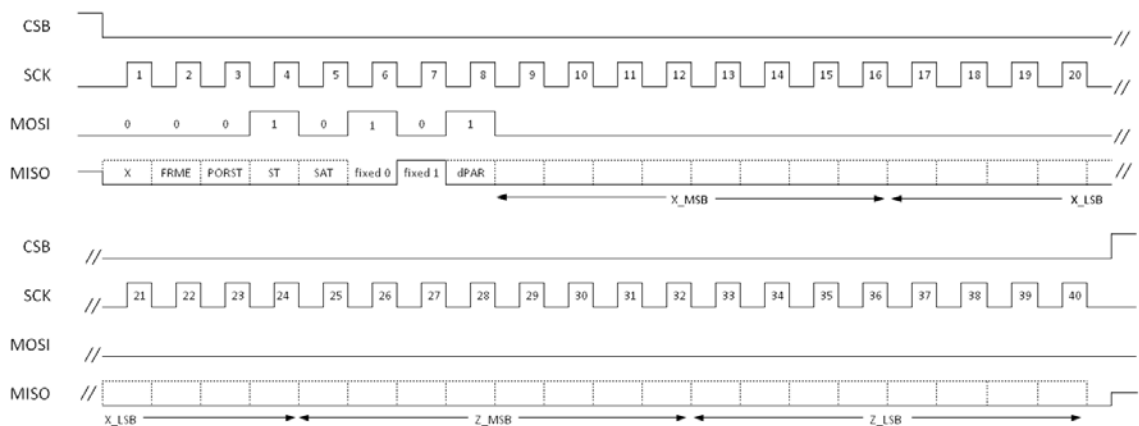 CSB //
SCK 1 2 3 4 5 6 7 8 9 10 11 12 13 14 15 16 17 18 19 20 //
MOSI 0 0 0 1 0 1 0 1 //
MISO X FRME PORST ST SAT fixed 0 fixed 1 dPAR //
X_MSB X_LSB
CSB //
SCK // 21 22 23 24 25 26 27 28 29 30 31 32 33 34 35 36 37 38 39 40
MOSI //
MISO //
X_LSB Z_MSB Z_LSB